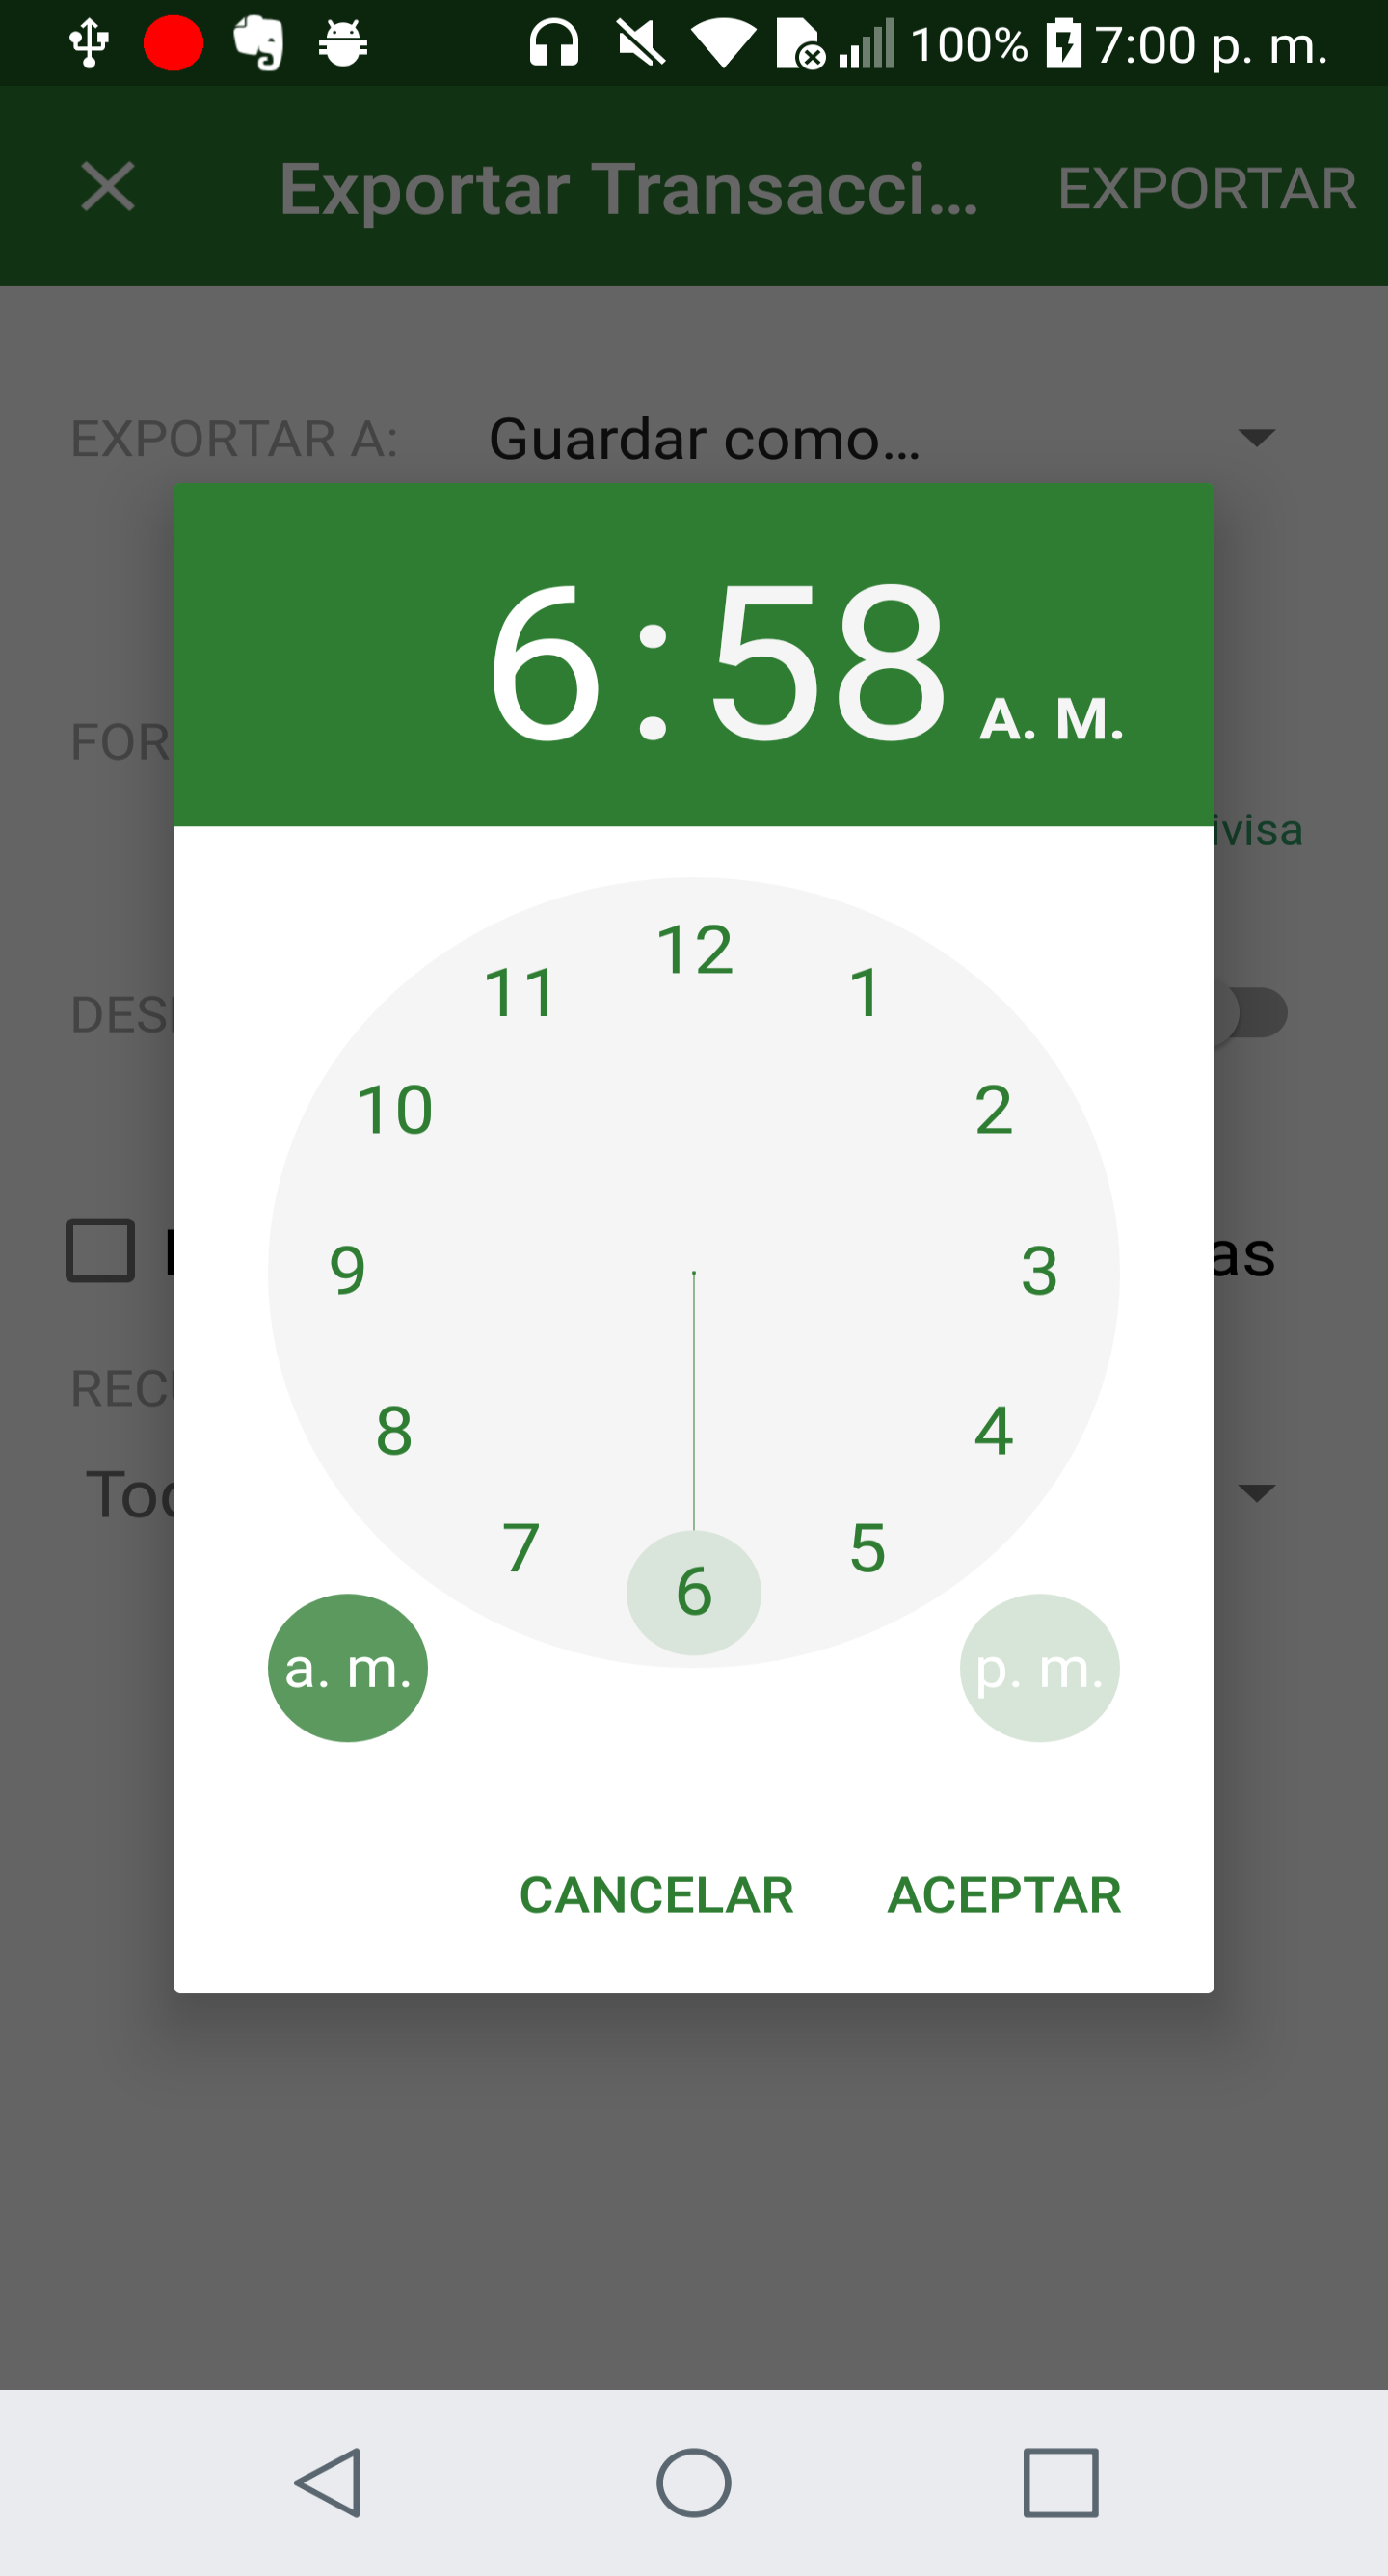 100% 7:00 p. m.
Exportar Transacci... EXPORTAR
EXPORTAR A: Guardar como...
6:58 A. M.
FOR
ivisa
12
11 1
10 2
DES
9 3
as
8 4
REC
7 5
6
a. m. p. m.
CANCELAR ACEPTAR